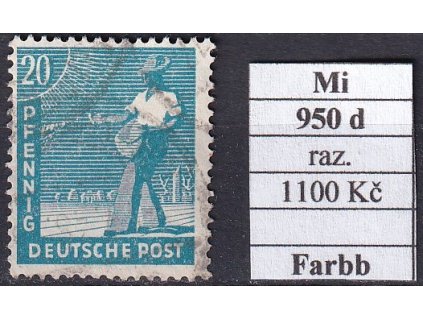 20
PFENNIG
DEUTSCHE POST
Mi
950 d
raz.
1100 Kč
Farbb